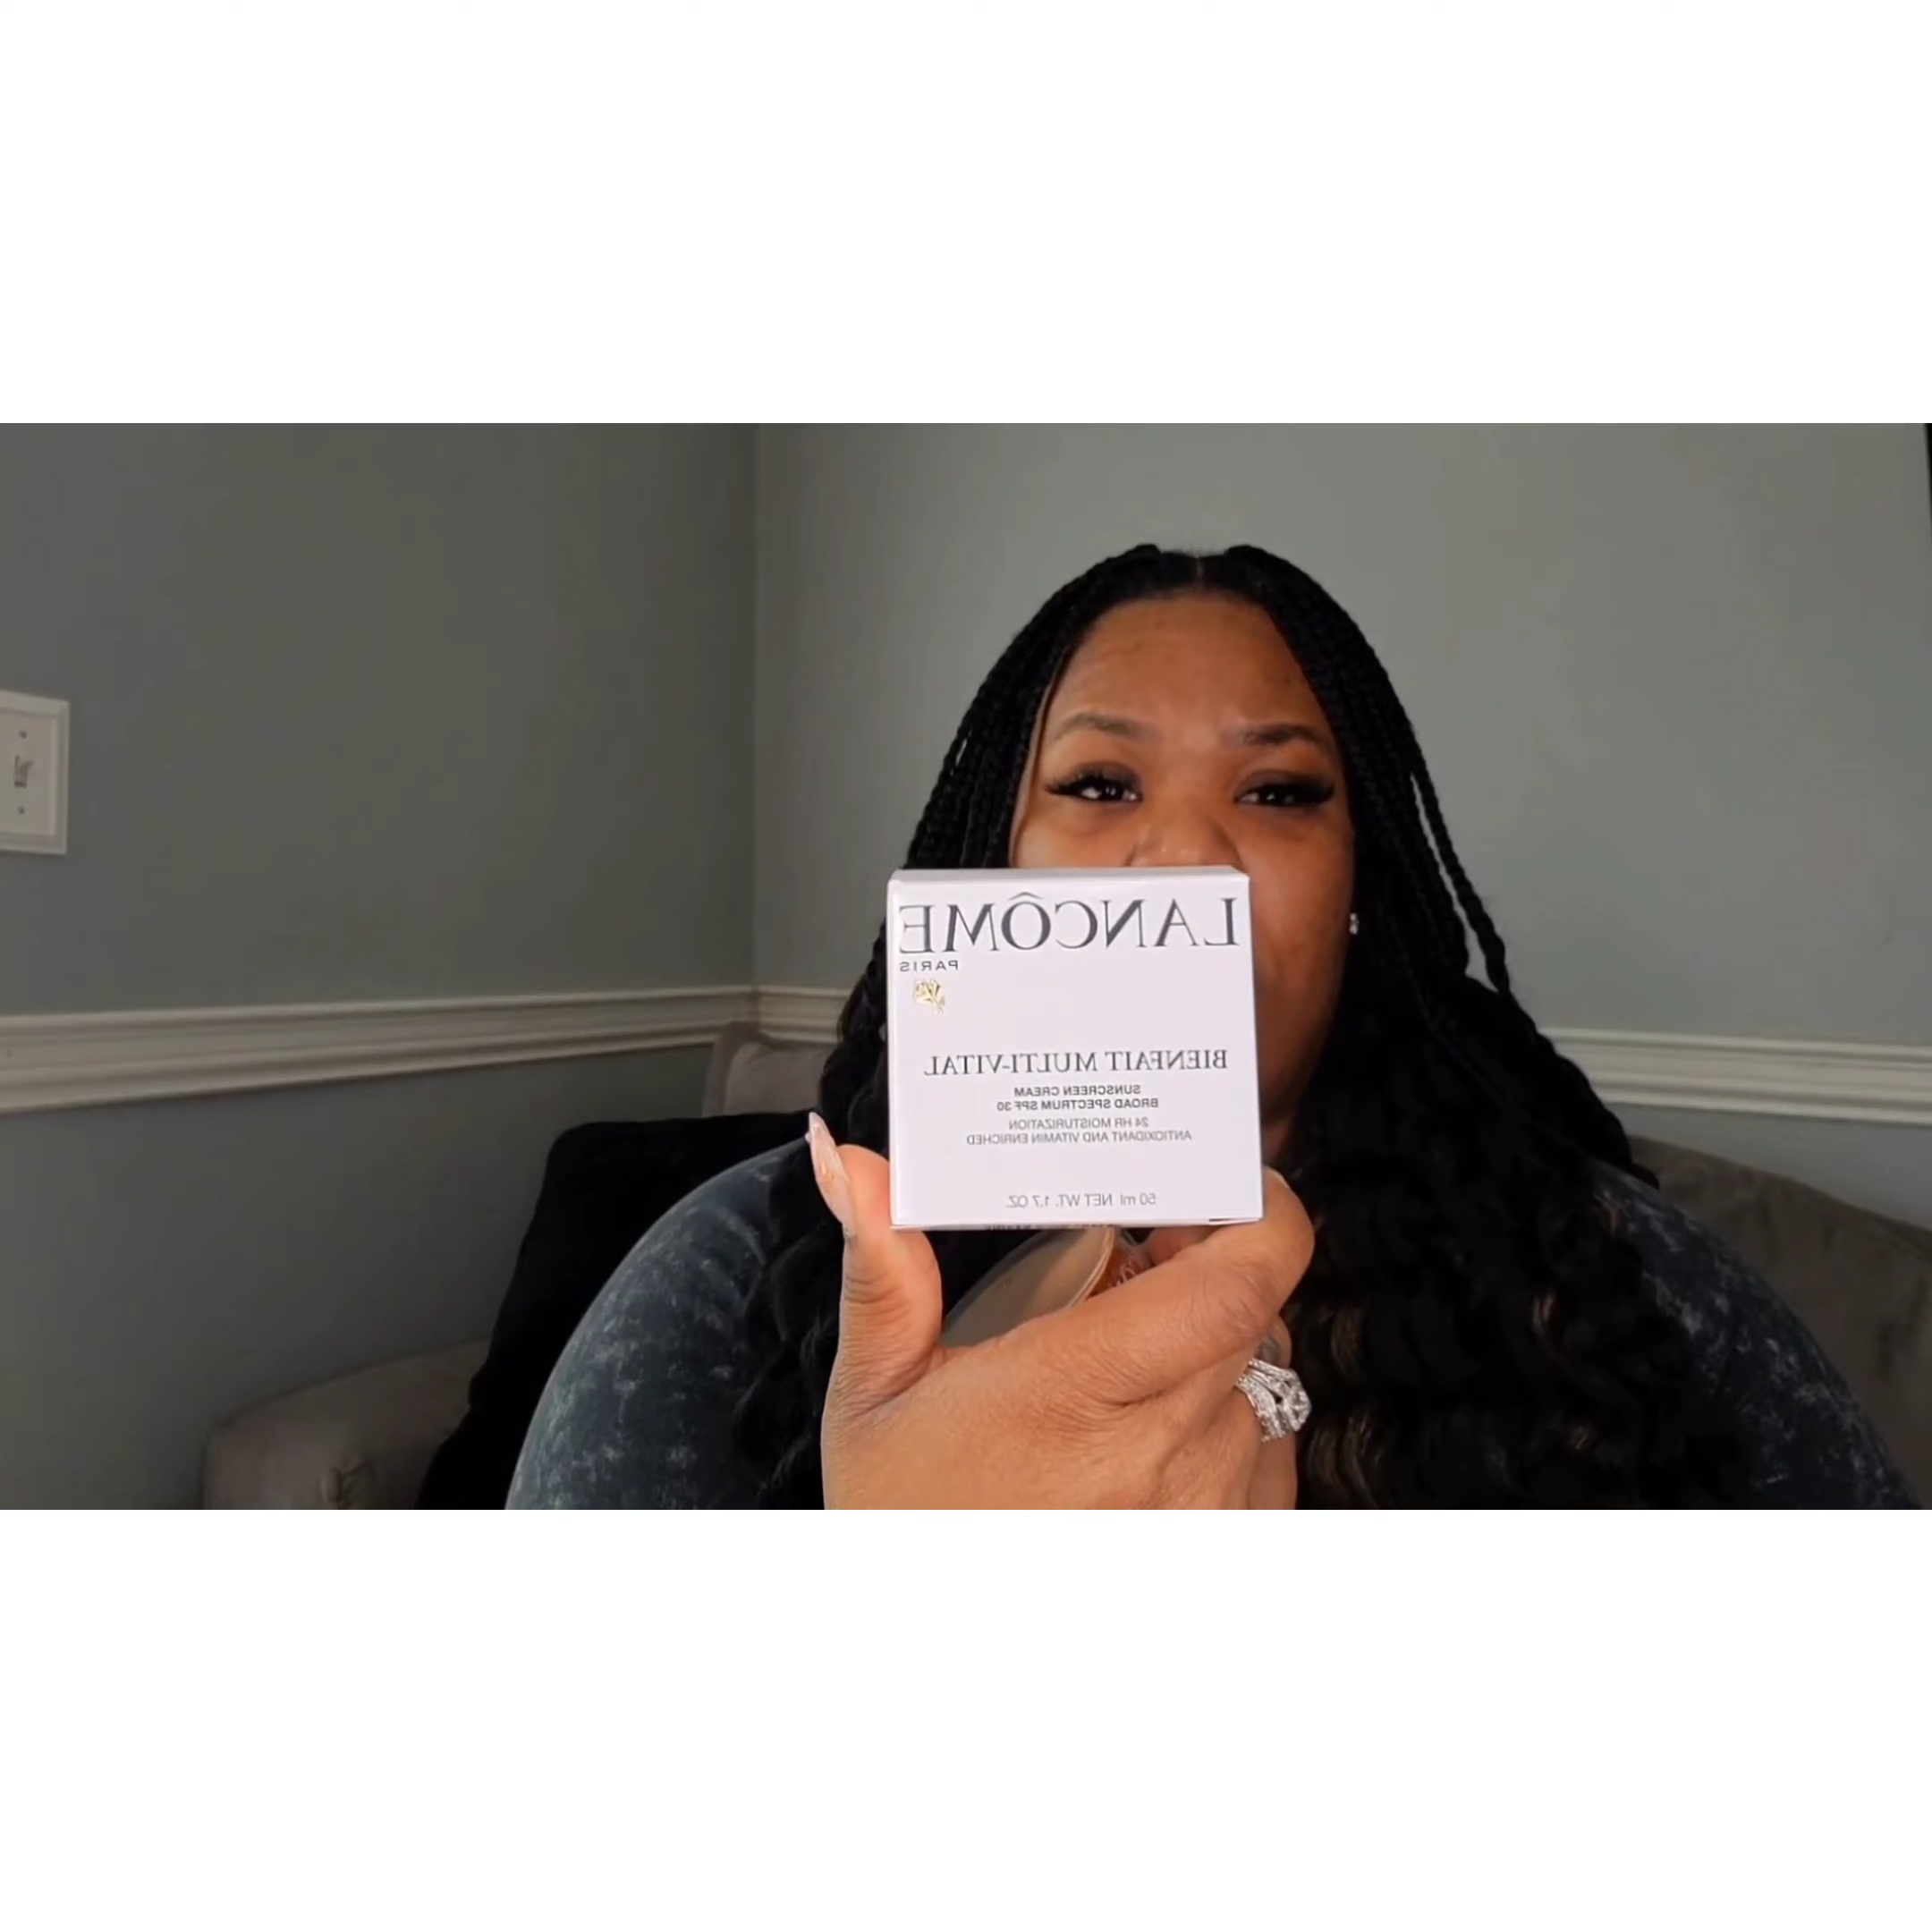 LANCÔME
PARIS
BIENFAIT MULTI-VITAL
SUNSCREEN CREAM
BROAD SPECTRUM SPF 30
24 HR MOISTURIZATION
ANTIOXIDANT AND VITAMIN ENRICHED
50 ml NET WT. 1.7 OZ.